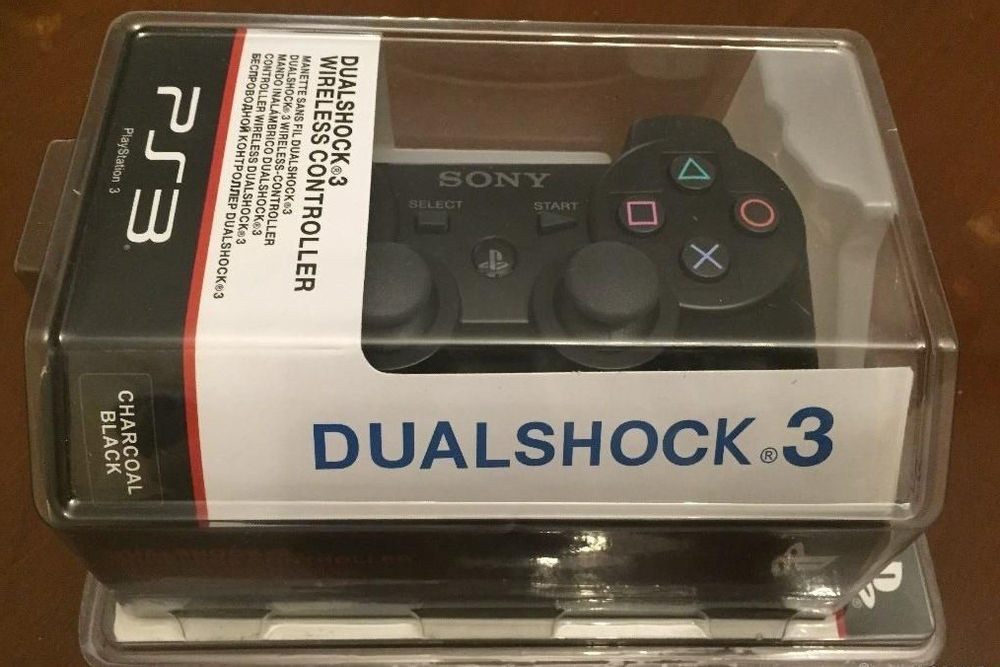 PS3®
PlayStation 3
DUALSHOCK®3
WIRELESS CONTROLLER
MANETTE SANS FIL DUALSHOCK®3
DUALSHOCK®3 WIRELESS-CONTROLLER
MANDO INALÁMBRICO DUALSHOCK®3
CONTROLLER WIRELESS DUALSHOCK®3
БЕСПРОВОДНОЙ КОНТРОЛЛЕР DUALSHOCK®3
SONY
SELECT
START
CHARCOAL
BLACK
DUALSHOCK®3